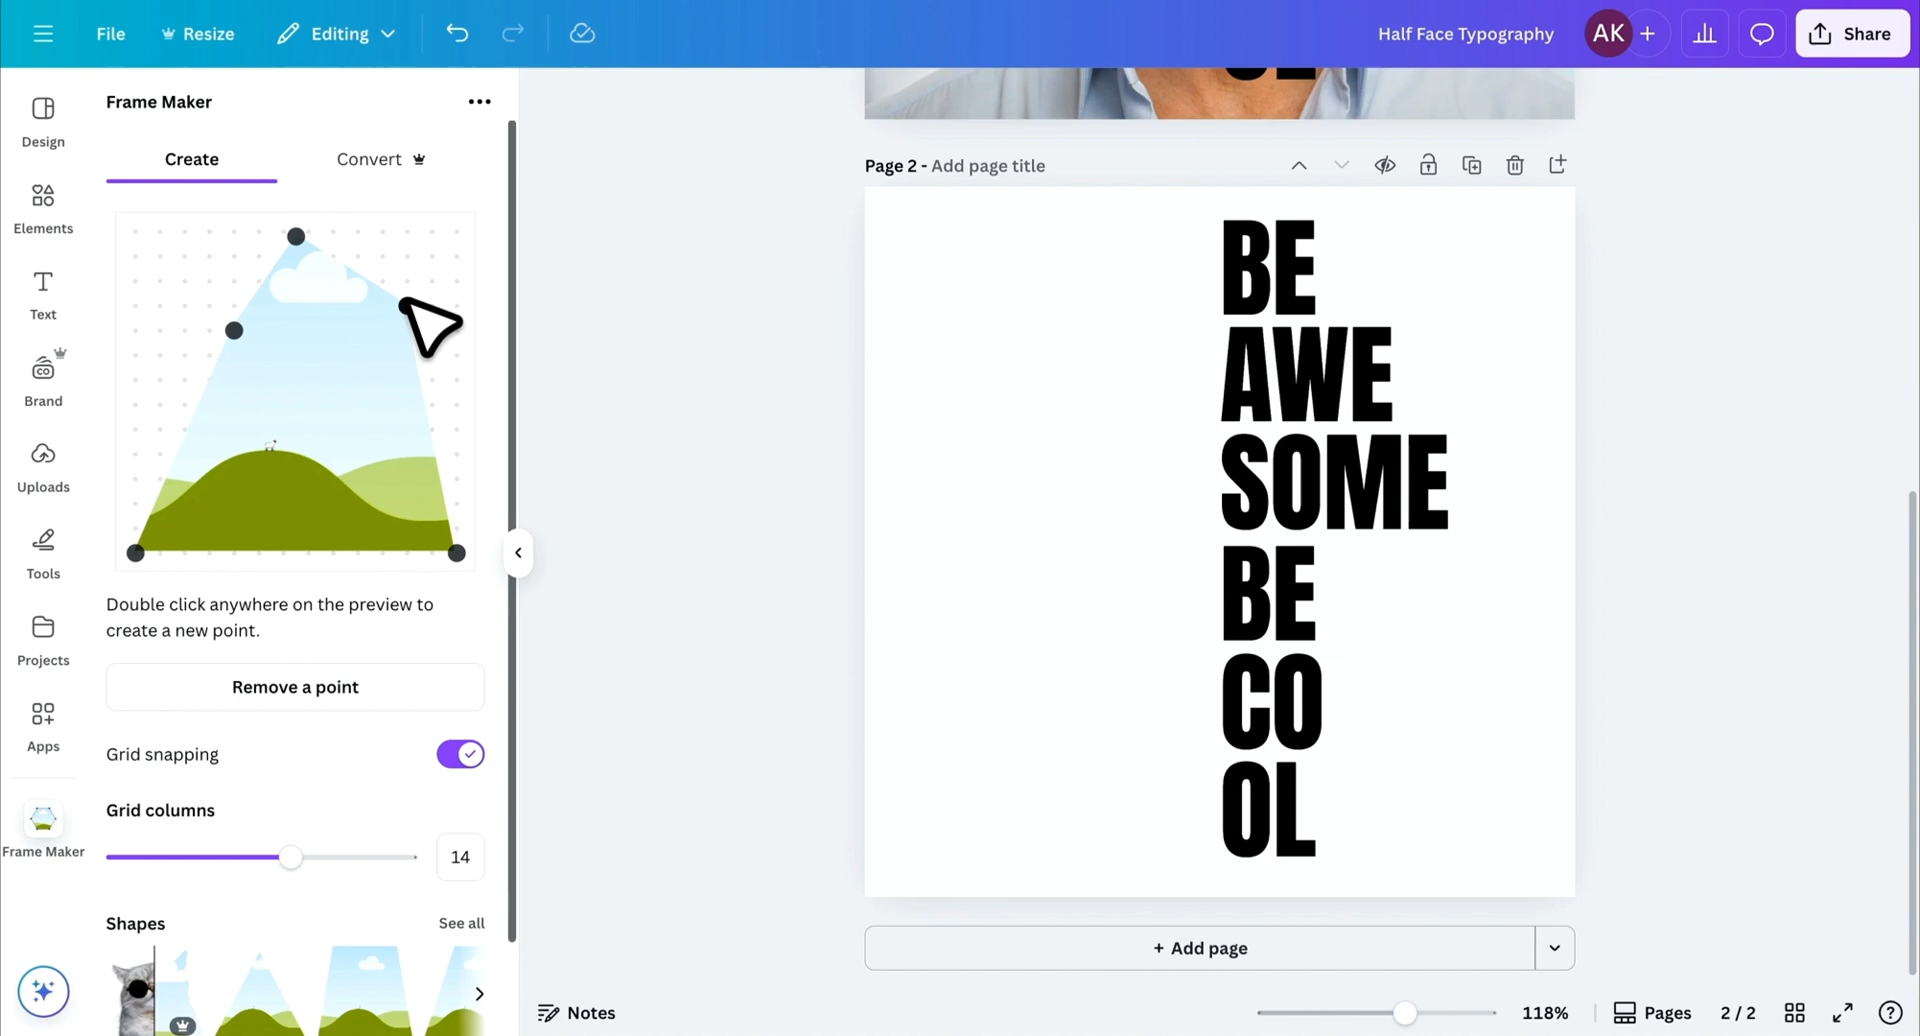 File
Resize
Editing
Half Face Typography
AK
Share
Design
Elements
Text
Brand
CO
Uploads
Tools
Projects
Apps
Frame Maker
Frame Maker
Create
Convert
Double click anywhere on the preview to
create a new point.
Remove a point
Grid snapping
Grid columns
14
Shapes
See all
Page 2 - Add page title
BE
AWE
SOME
BE
CO
OL
+ Add page
Notes
118%
Pages
2 / 2